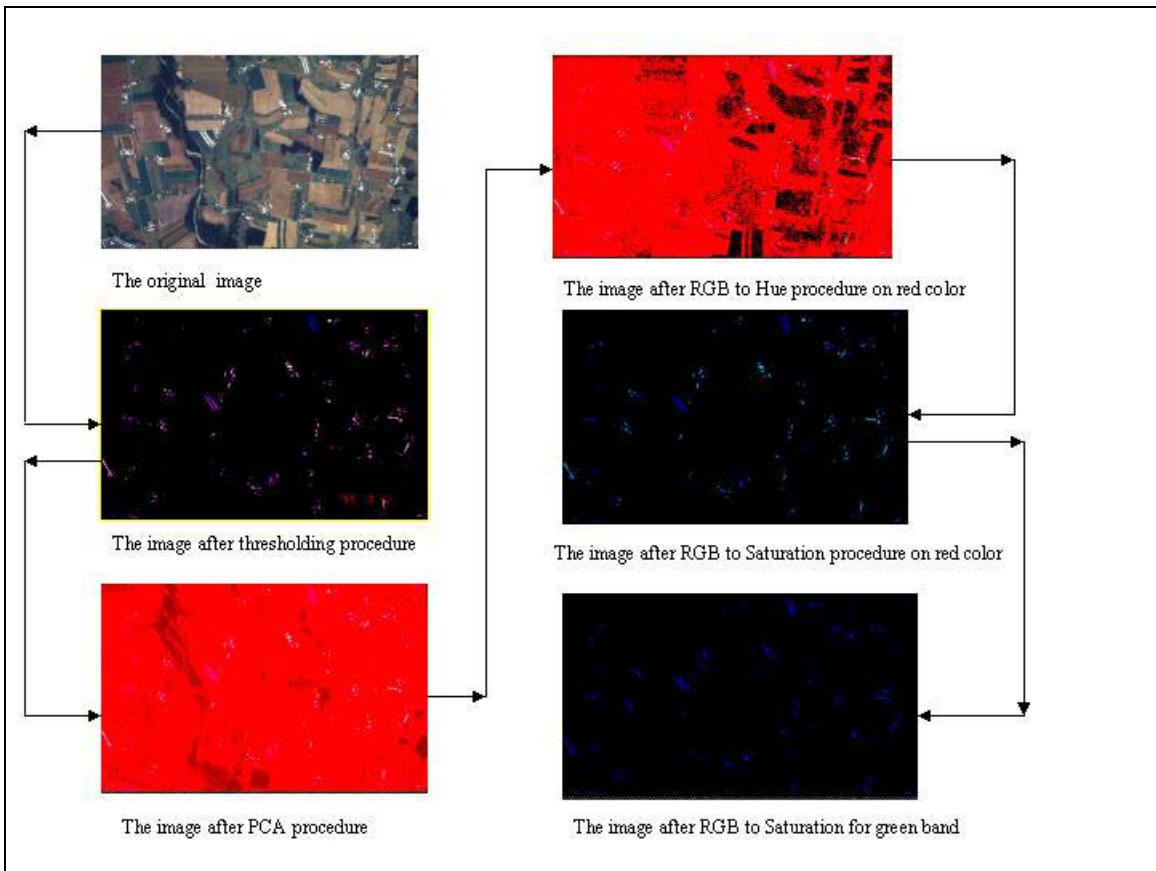 The original image
The image after thresholding procedure
The image after PCA procedure
The image after RGB to Hue procedure on red color
The image after RGB to Saturation procedure on red color
The image after RGB to Saturation for green band